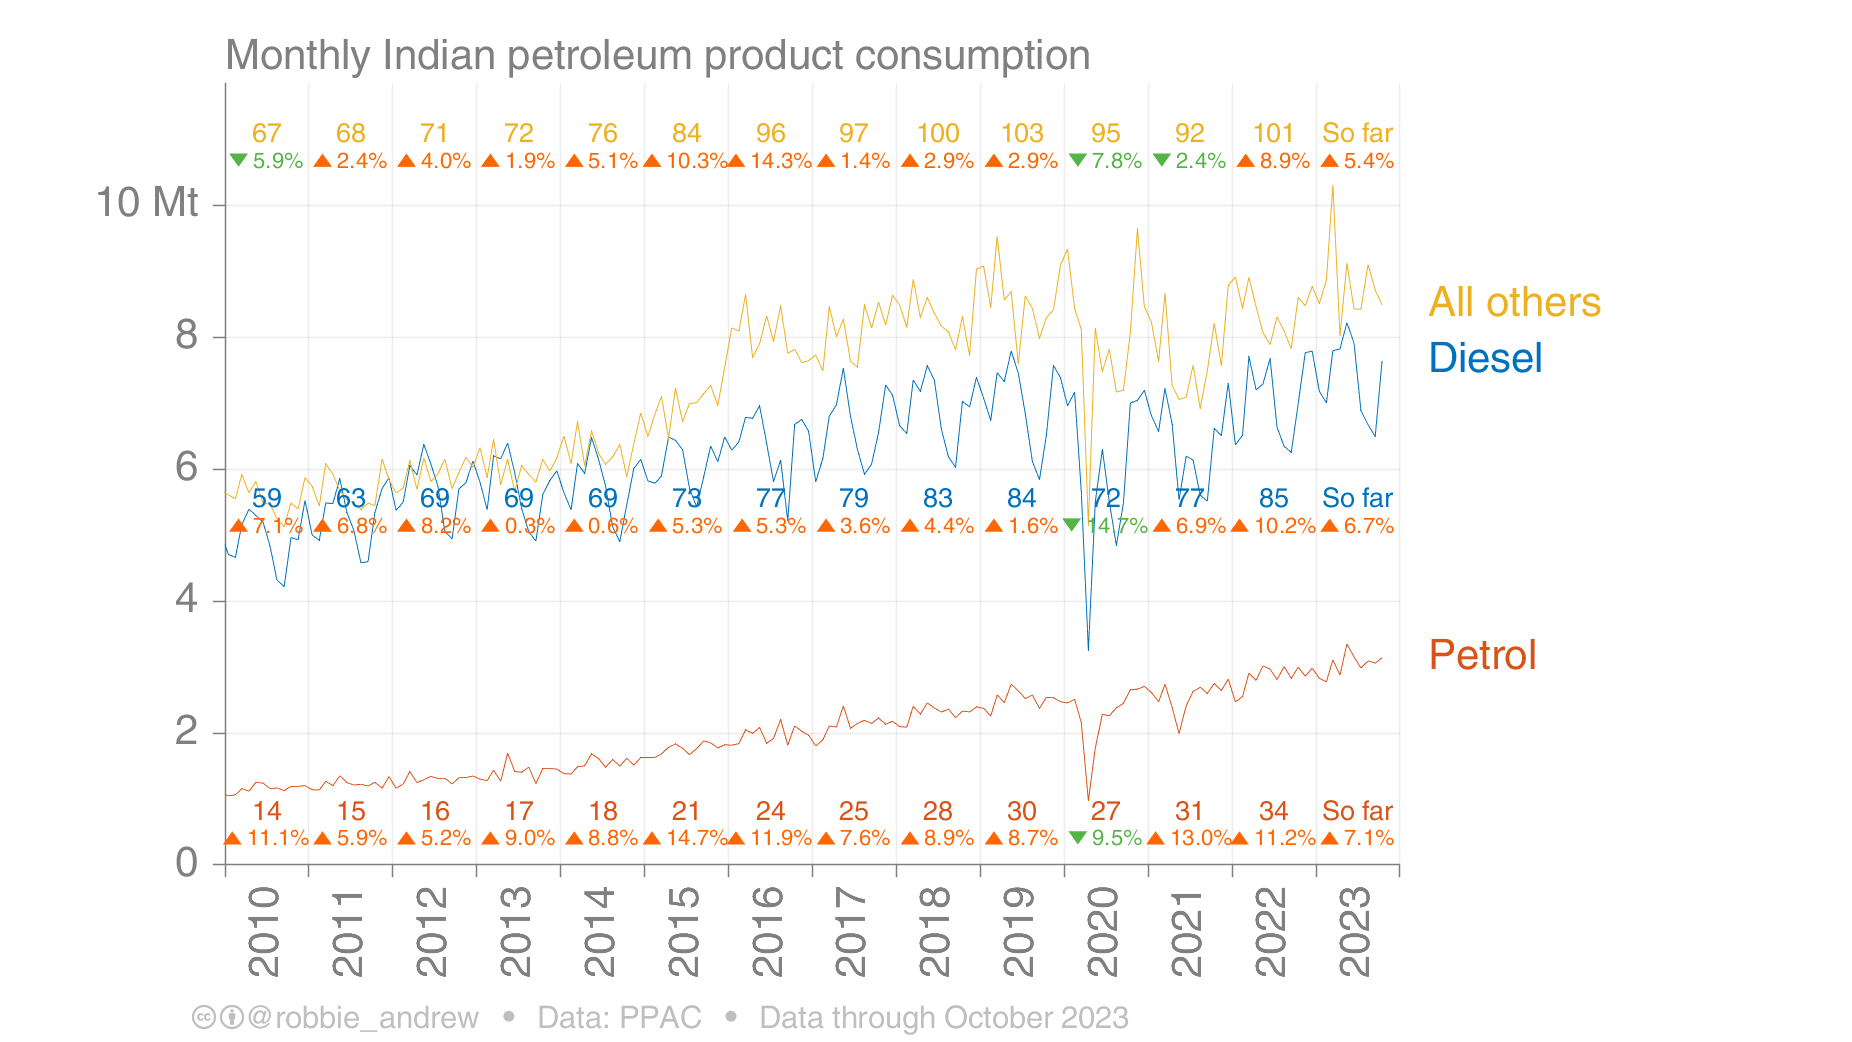 Monthly Indian petroleum product consumption
67 68 71 72 76 84 96 97 100 103 95 92 101 So far
▼ 5.9% ▲ 2.4% ▲ 4.0% ▲ 1.9% ▲ 5.1% ▲ 10.3% ▲ 14.3% ▲ 1.4% ▲ 2.9% ▲ 2.9% ▼ 7.8% ▼ 2.4% ▲ 8.9% ▲ 5.4%
10 Mt
All others
8
Diesel
6
59 63 69 69 69 73 77 79 83 84 72 77 85 So far
▲ 7.1% ▲ 6.8% ▲ 8.2% ▲ 0.3% ▲ 0.6% ▲ 5.3% ▲ 5.3% ▲ 3.6% ▲ 4.4% ▲ 1.6% ▼ 14.7% ▲ 6.9% ▲ 10.2% ▲ 6.7%
4
Petrol
2
14 15 16 17 18 21 24 25 28 30 27 31 34 So far
▲ 11.1% ▲ 5.9% ▲ 5.2% ▲ 9.0% ▲ 8.8% ▲ 14.7% ▲ 11.9% ▲ 7.6% ▲ 8.9% ▲ 8.7% ▼ 9.5% ▲ 13.0% ▲ 11.2% ▲ 7.1%
0
2010 2011 2012 2013 2014 2015 2016 2017 2018 2019 2020 2021 2022 2023
@robbie_andrew • Data: PPAC • Data through October 2023